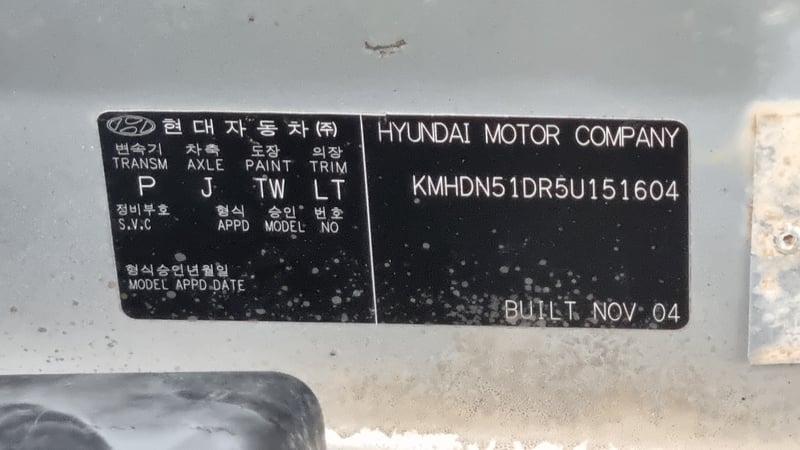 현대자동차㈜
변속기 차축 도장 의장
TRANSM AXLE PAINT TRIM
P J TW LT
정비부호 형식 승인 번호
S.V.C APPD MODEL NO
형식승인년월일
MODEL APPD DATE
HYUNDAI MOTOR COMPANY
KMHDN51DR5U151604
BUILT NOV 04